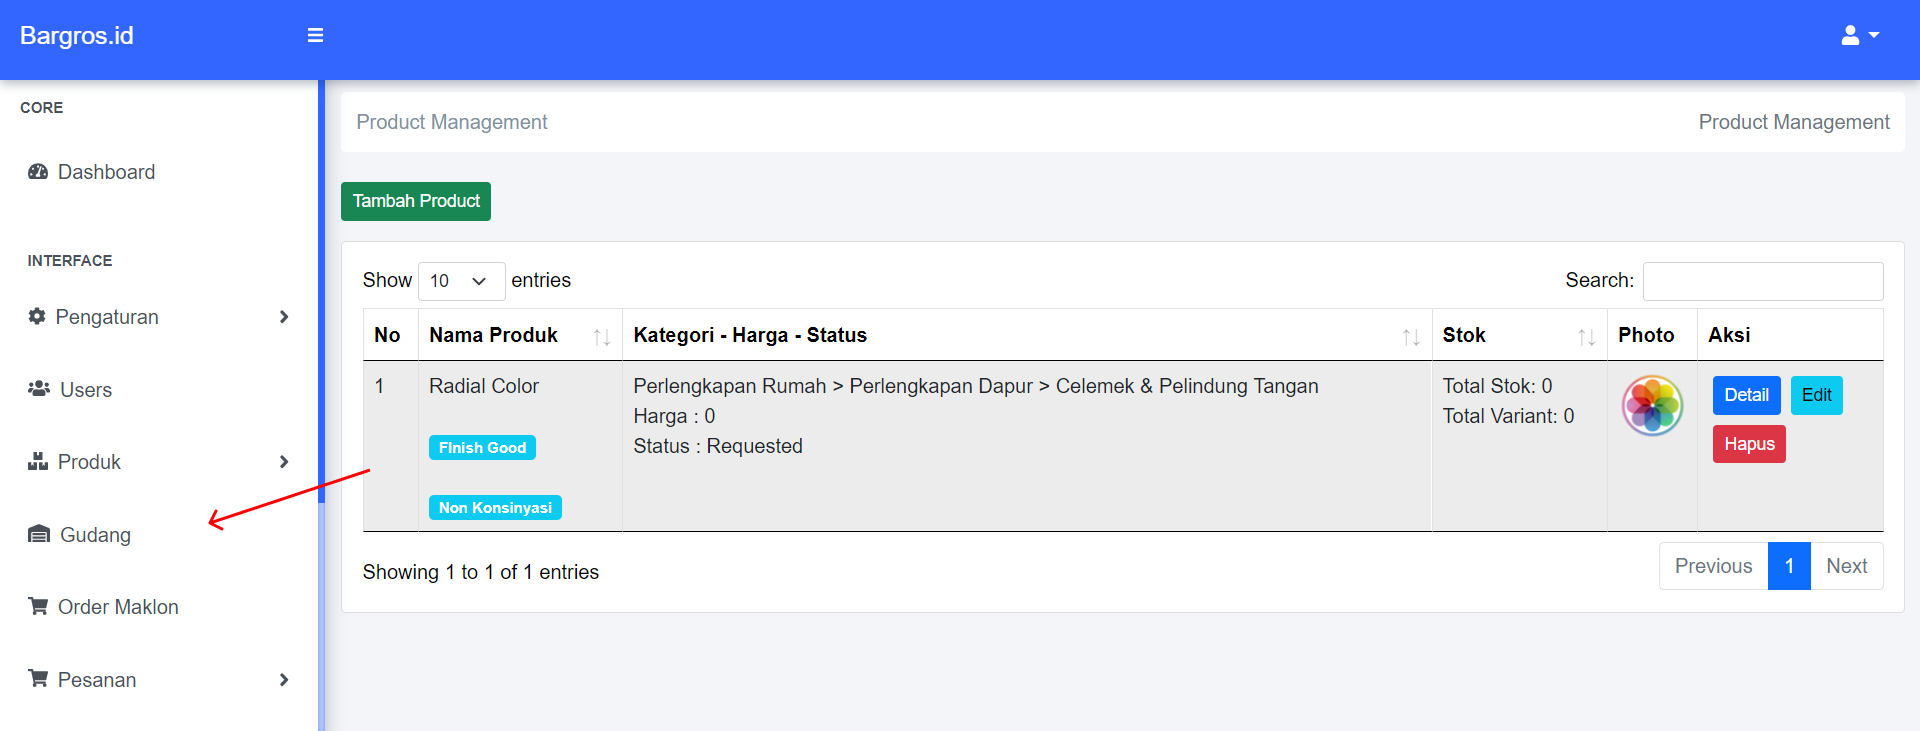 Bargros.id
CORE
Dashboard
INTERFACE
Pengaturan
Users
Produk
Gudang
Order Maklon
Pesanan
Product Management Product Management
Tambah Product
Show 10 entries Search:
No Nama Produk Kategori - Harga - Status Stok Photo Aksi
1 Radial Color Perlengkapan Rumah > Perlengkapan Dapur > Celemek & Pelindung Tangan Total Stok: 0 Detail Edit
Harga : 0 Total Variant: 0
FInish Good Status : Requested Hapus
Non Konsinyasi
Showing 1 to 1 of 1 entries Previous 1 Next